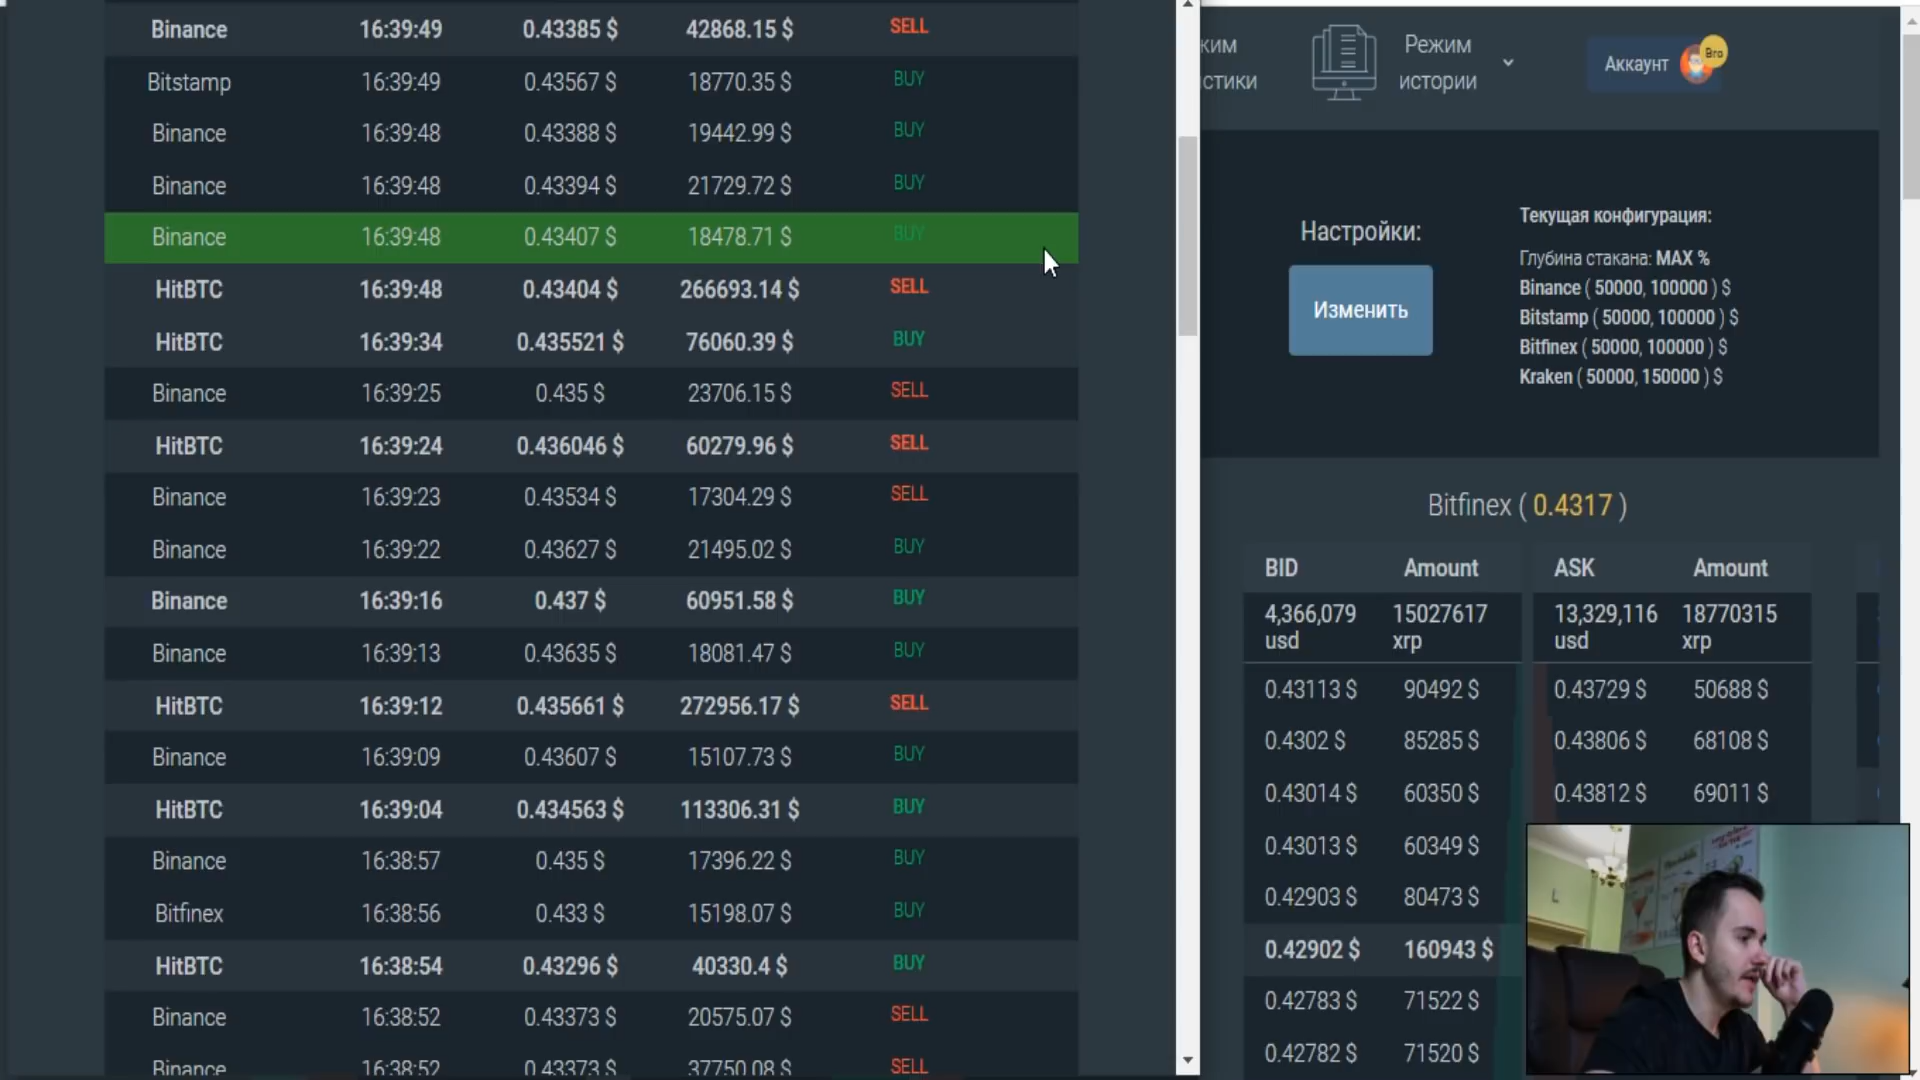 Binance 16:39:49 0.43385 $ 42868.15 $ SELL
Bitstamp 16:39:49 0.43567 $ 18770.35 $ BUY
Binance 16:39:48 0.43388 $ 19442.99 $ BUY
Binance 16:39:48 0.43394 $ 21729.72 $ BUY
Binance 16:39:48 0.43407 $ 18478.71 $ BUY
HitBTC 16:39:48 0.43404 $ 266693.14 $ SELL
HitBTC 16:39:34 0.435521 $ 76060.39 $ BUY
Binance 16:39:25 0.435 $ 23706.15 $ SELL
HitBTC 16:39:24 0.436046 $ 60279.96 $ SELL
Binance 16:39:23 0.43534 $ 17304.29 $ SELL
Binance 16:39:22 0.43627 $ 21495.02 $ BUY
Binance 16:39:16 0.437 $ 60951.58 $ BUY
Binance 16:39:13 0.43635 $ 18081.47 $ BUY
HitBTC 16:39:12 0.435661 $ 272956.17 $ SELL
Binance 16:39:09 0.43607 $ 15107.73 $ BUY
HitBTC 16:39:04 0.434563 $ 113306.31 $ BUY
Binance 16:38:57 0.435 $ 17396.22 $ BUY
Bitfinex 16:38:56 0.433 $ 15198.07 $ BUY
HitBTC 16:38:54 0.43296 $ 40330.4 $ BUY
Binance 16:38:52 0.43373 $ 20575.07 $ SELL
Binance 16:38:52 0.43373 $ 37750.08 $ SELL
ким
стики
Режим
истории
Аккаунт
Bro
Настройки:
Изменить
Текущая конфигурация:
Глубина стакана: MAX %
Binance ( 50000, 100000 ) $
Bitstamp ( 50000, 100000 ) $
Bitfinex ( 50000, 100000 ) $
Kraken ( 50000, 150000 ) $
Bitfinex ( 0.4317 )
BID Amount ASK Amount
4,366,079 15027617 13,329,116 18770315
usd xrp usd xrp
0.43113 $ 90492 $ 0.43729 $ 50688 $
0.4302 $ 85285 $ 0.43806 $ 68108 $
0.43014 $ 60350 $ 0.43812 $ 69011 $
0.43013 $ 60349 $
0.42903 $ 80473 $
0.42902 $ 160943 $
0.42783 $ 71522 $
0.42782 $ 71520 $